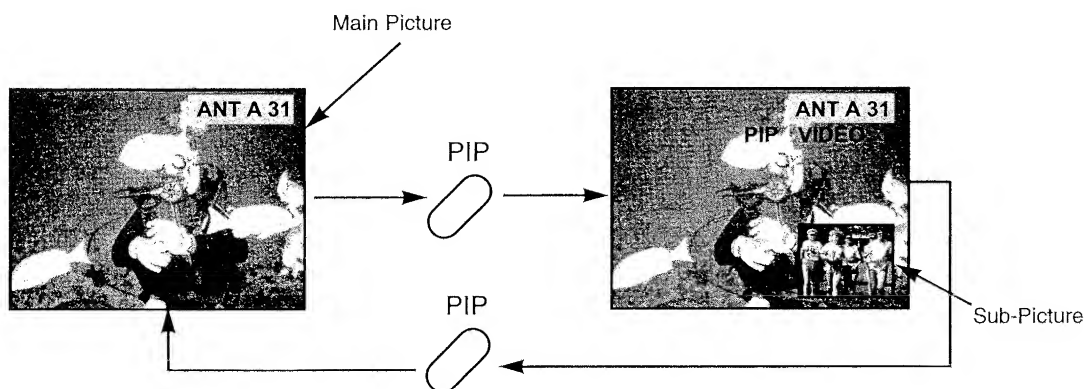 Main Picture
ANT A 31
PIP
ANT A 31
PIP VIDEO
PIP
Sub-Picture